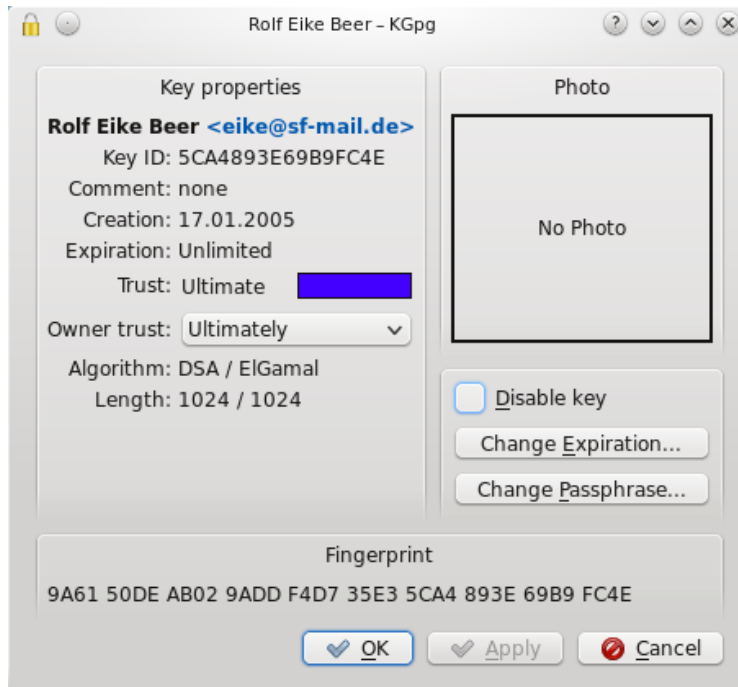 Rolf Eike Beer – KGpg
Key properties
Rolf Eike Beer <eike@sf-mail.de>
Key ID: 5CA4893E69B9FC4E
Comment: none
Creation: 17.01.2005
Expiration: Unlimited
Trust: Ultimate
Owner trust: Ultimately
Algorithm: DSA / ElGamal
Length: 1024 / 1024
Photo
No Photo
Disable key
Change Expiration...
Change Passphrase...
Fingerprint
9A61 50DE AB02 9ADD F4D7 35E3 5CA4 893E 69B9 FC4E
OK Apply Cancel